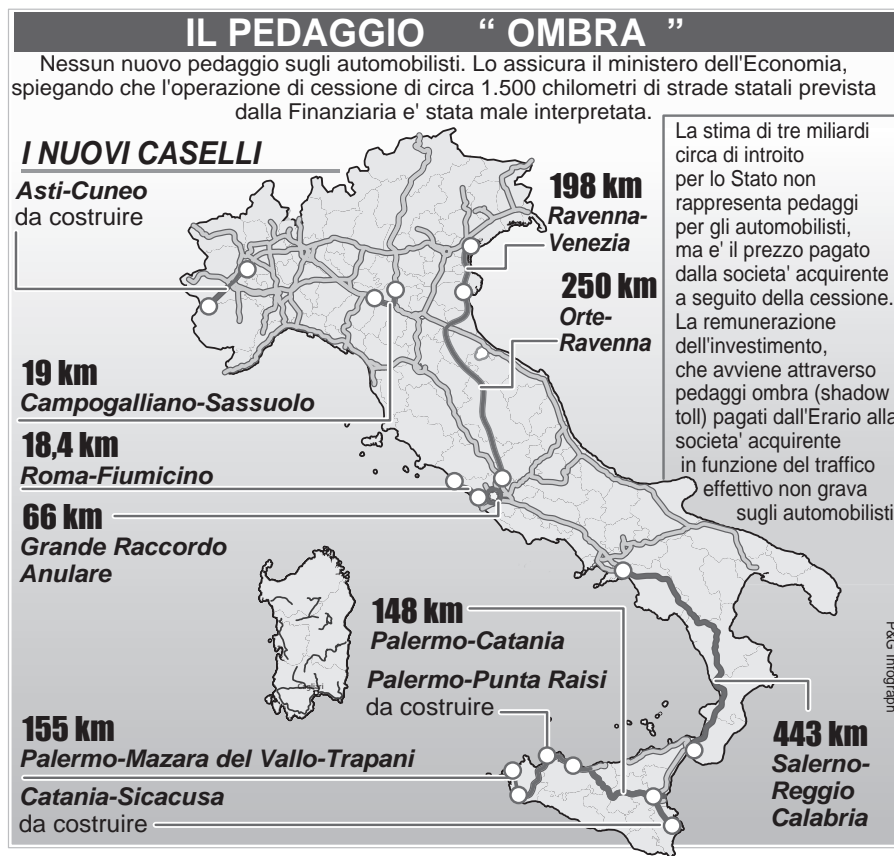 IL PEDAGGIO “ OMBRA ”
Nessun nuovo pedaggio sugli automobilisti. Lo assicura il ministero dell'Economia,
spiegando che l'operazione di cessione di circa 1.500 chilometri di strade statali prevista
dalla Finanziaria e' stata male interpretata.
I NUOVI CASELLI
Asti-Cuneo
da costruire
198 km
Ravenna-
Venezia
250 km
Orte-
Ravenna
La stima di tre miliardi
circa di introito
per lo Stato non
rappresenta pedaggi
per gli automobilisti,
ma e' il prezzo pagato
dalla societa' acquirente
a seguito della cessione.
La remunerazione
dell'investimento,
che avviene attraverso
pedaggi ombra (shadow
toll) pagati dall'Erario alla
societa' acquirente
in funzione del traffico
effettivo non grava
sugli automobilisti
19 km
Campogalliano-Sassuolo
18,4 km
Roma-Fiumicino
66 km
Grande Raccordo
Anulare
148 km
Palermo-Catania
Palermo-Punta Raisi
da costruire
155 km
Palermo-Mazara del Vallo-Trapani
Catania-Sicacusa
da costruire
443 km
Salerno-
Reggio
Calabria
P&G Infograph